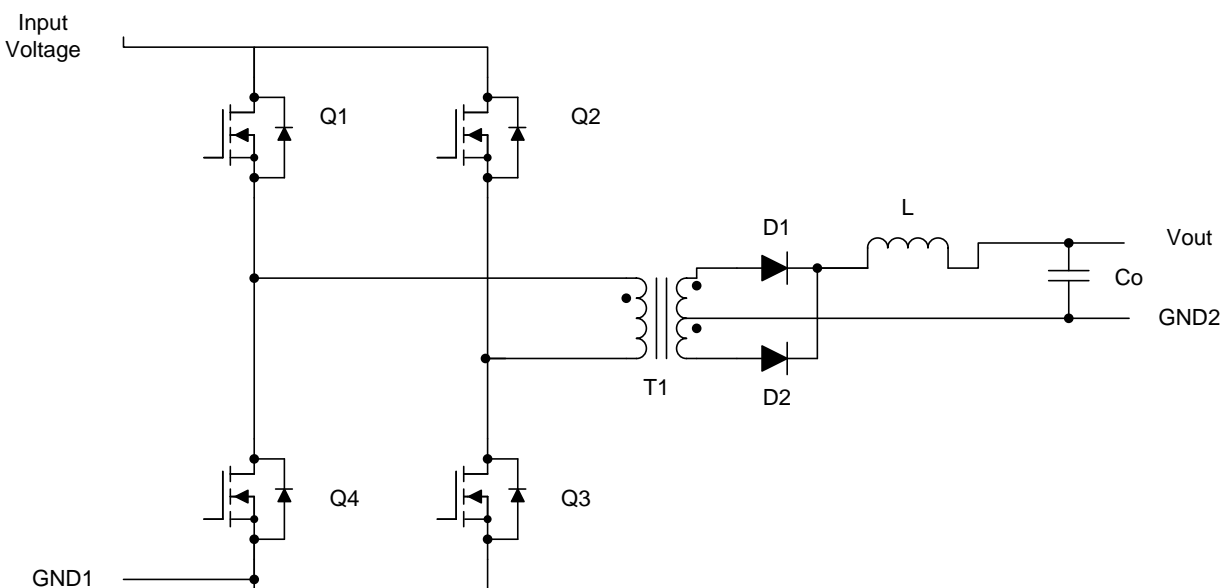 Input
Voltage
Q1
Q2
D1
L
Vout
Co
GND2
T1
D2
Q4
Q3
GND1